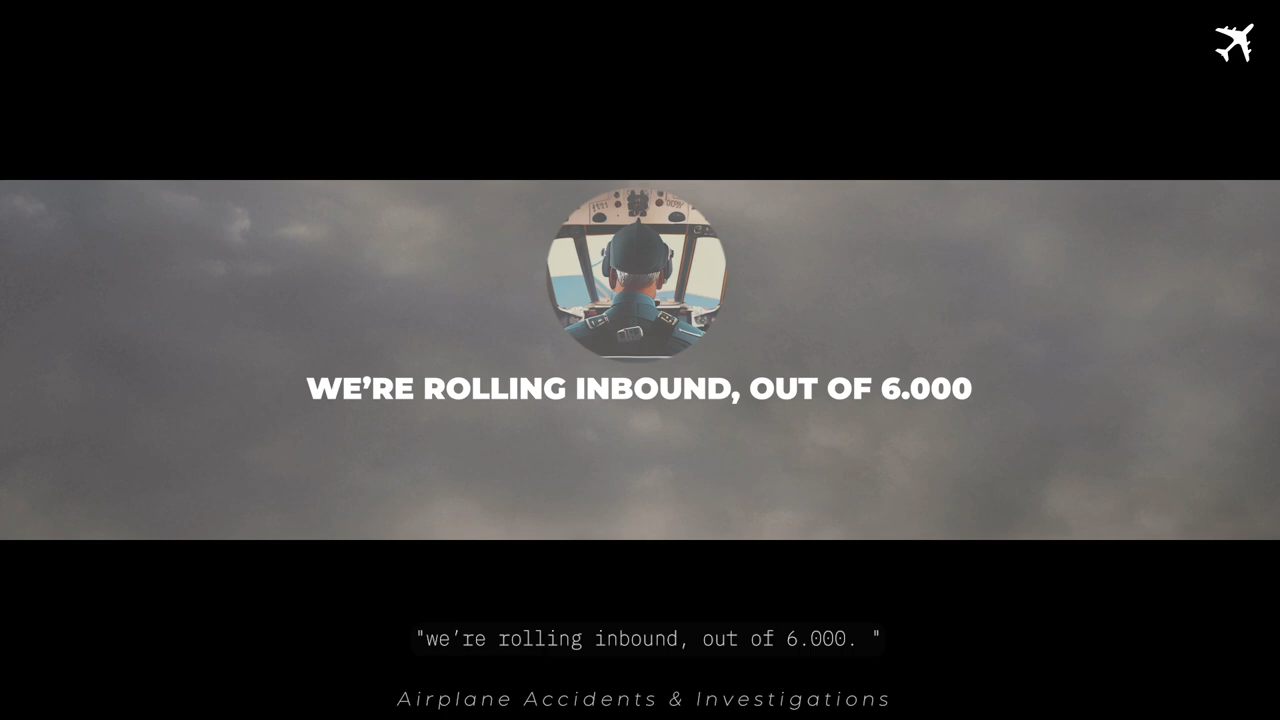 WE’RE ROLLING INBOUND, OUT OF 6.000
"we’re rolling inbound, out of 6.000. "
Airplane Accidents & Investigations